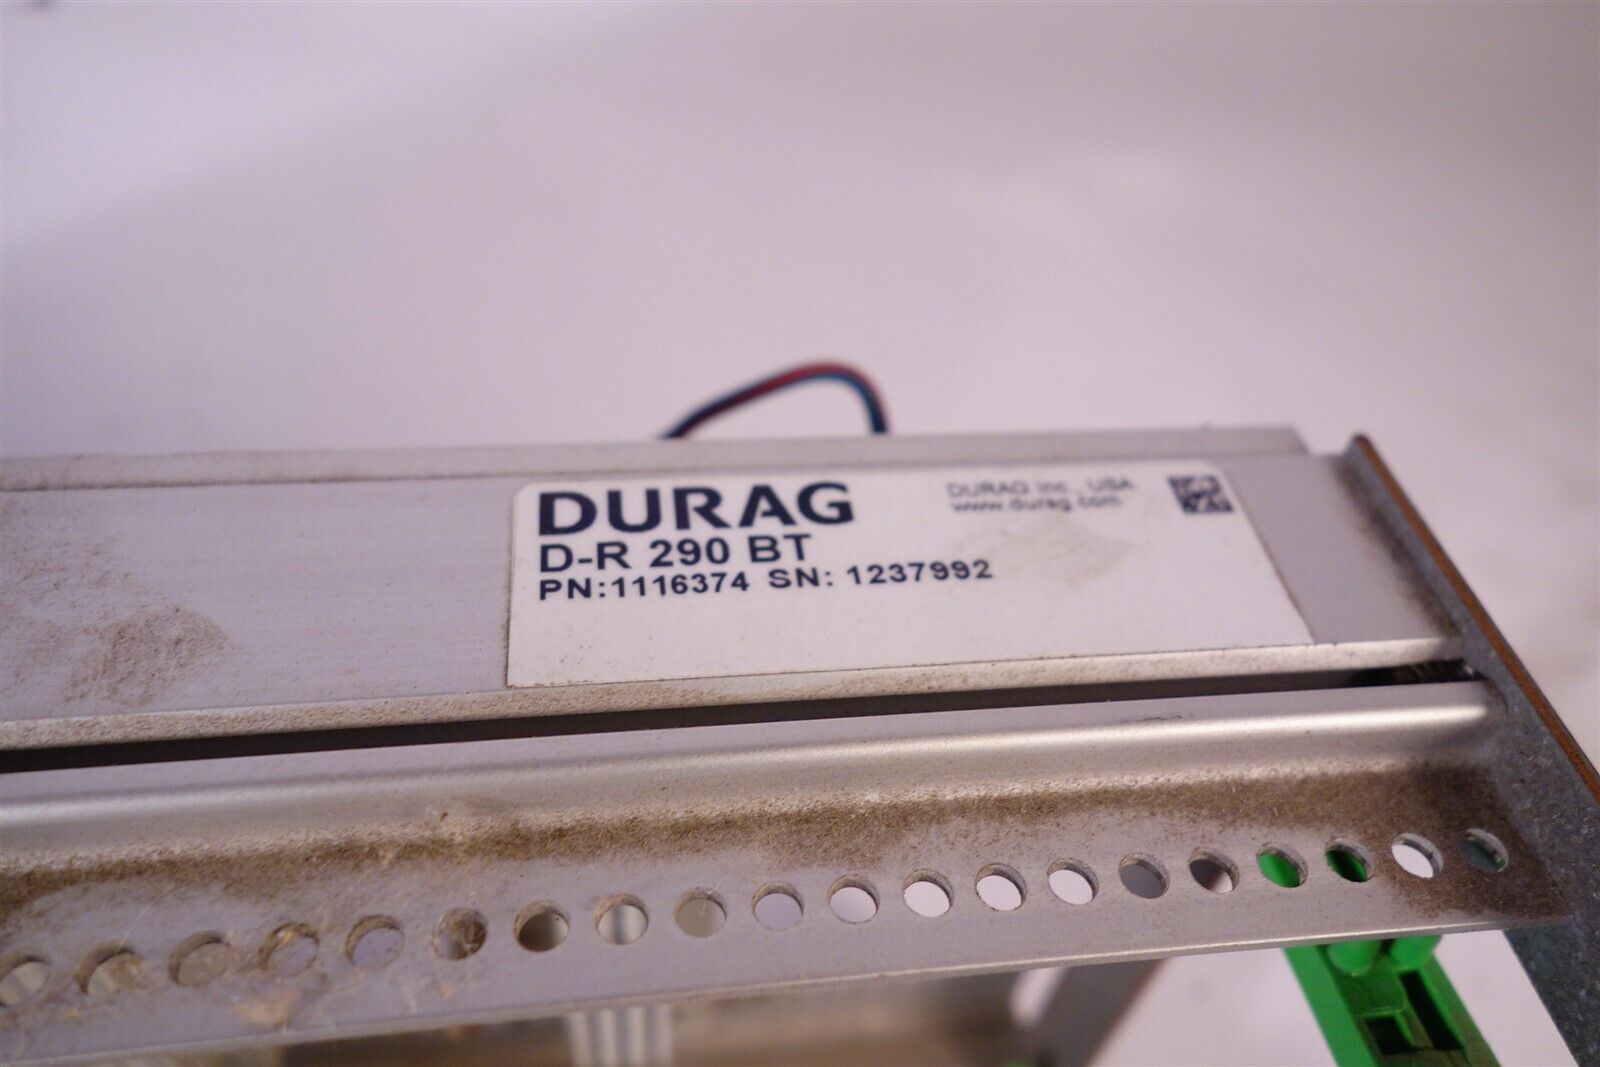 DURAG
DURAG Inc., USA
www.durag.com
D-R 290 BT
PN:1116374 SN: 1237992